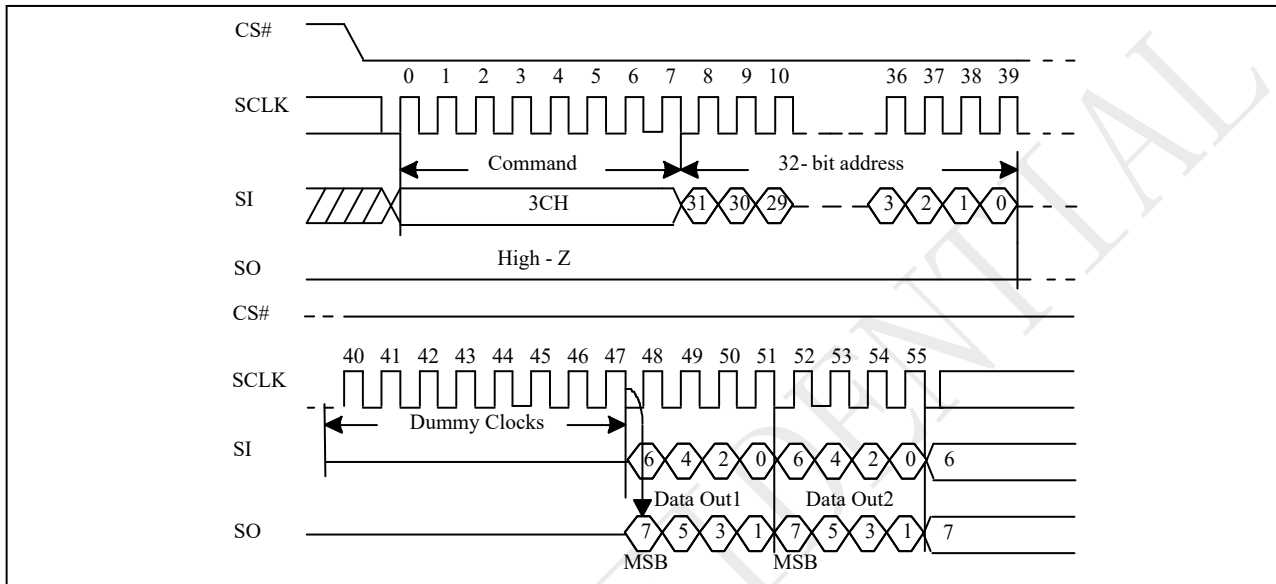 CS#
0 1 2 3 4 5 6 7 8 9 10 36 37 38 39
SCLK
Command 32- bit address
SI 3CH 31 30 29 3 2 1 0
High - Z
SO
CS#
40 41 42 43 44 45 46 47 48 49 50 51 52 53 54 55
SCLK
Dummy Clocks
SI 6 4 2 0 6 4 2 0 6
Data Out1 Data Out2
SO 7 5 3 1 7 5 3 1 7
MSB MSB
IDENTIAL